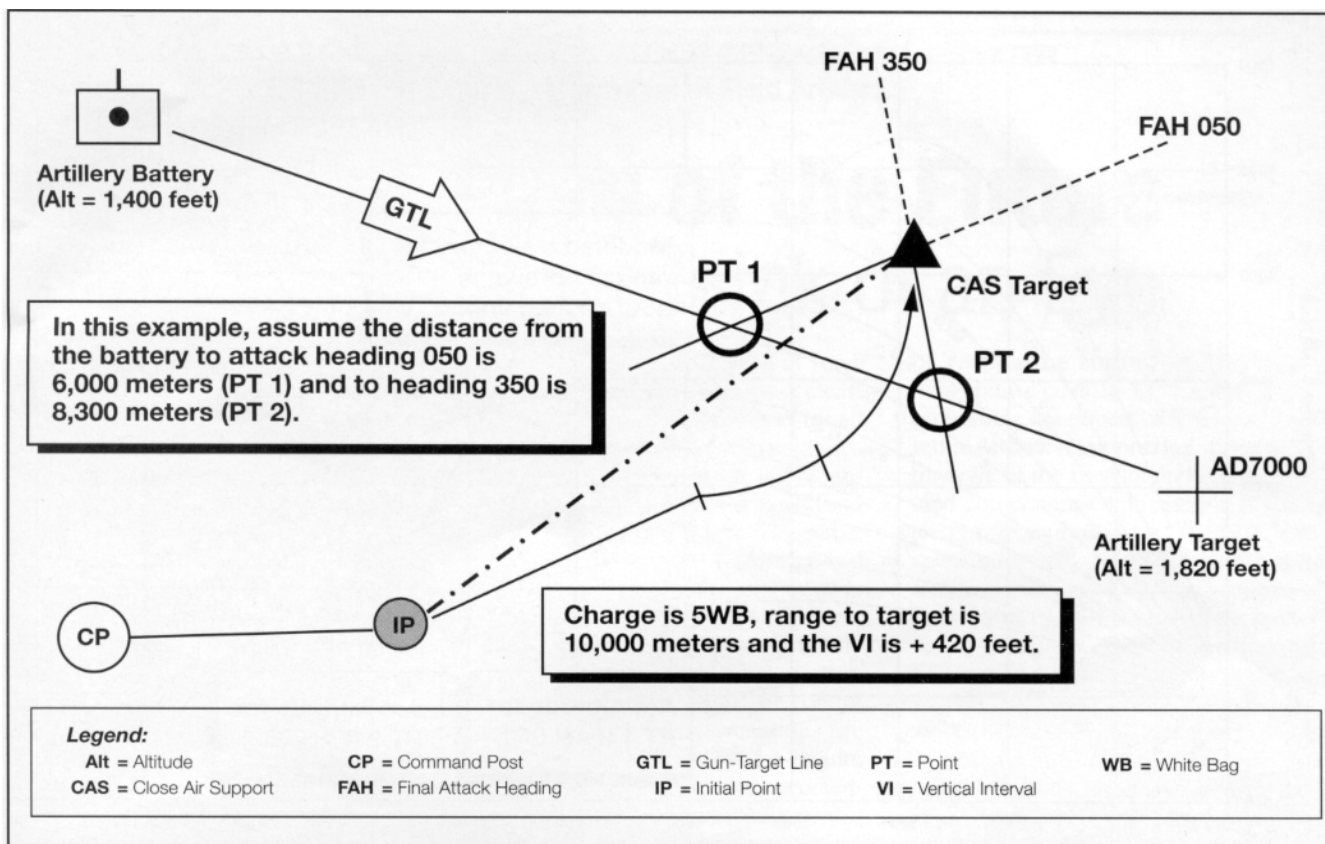 FAH 350
FAH 050
Artillery Battery
(Alt = 1,400 feet)
GTL
PT 1
CAS Target
In this example, assume the distance from
the battery to attack heading 050 is
6,000 meters (PT 1) and to heading 350 is
8,300 meters (PT 2).
PT 2
AD7000
Artillery Target
(Alt = 1,820 feet)
CP
IP
Charge is 5WB, range to target is
10,000 meters and the VI is + 420 feet.
Legend:
Alt = Altitude
CP = Command Post
GTL = Gun-Target Line
PT = Point
WB = White Bag
CAS = Close Air Support
FAH = Final Attack Heading
IP = Initial Point
VI = Vertical Interval